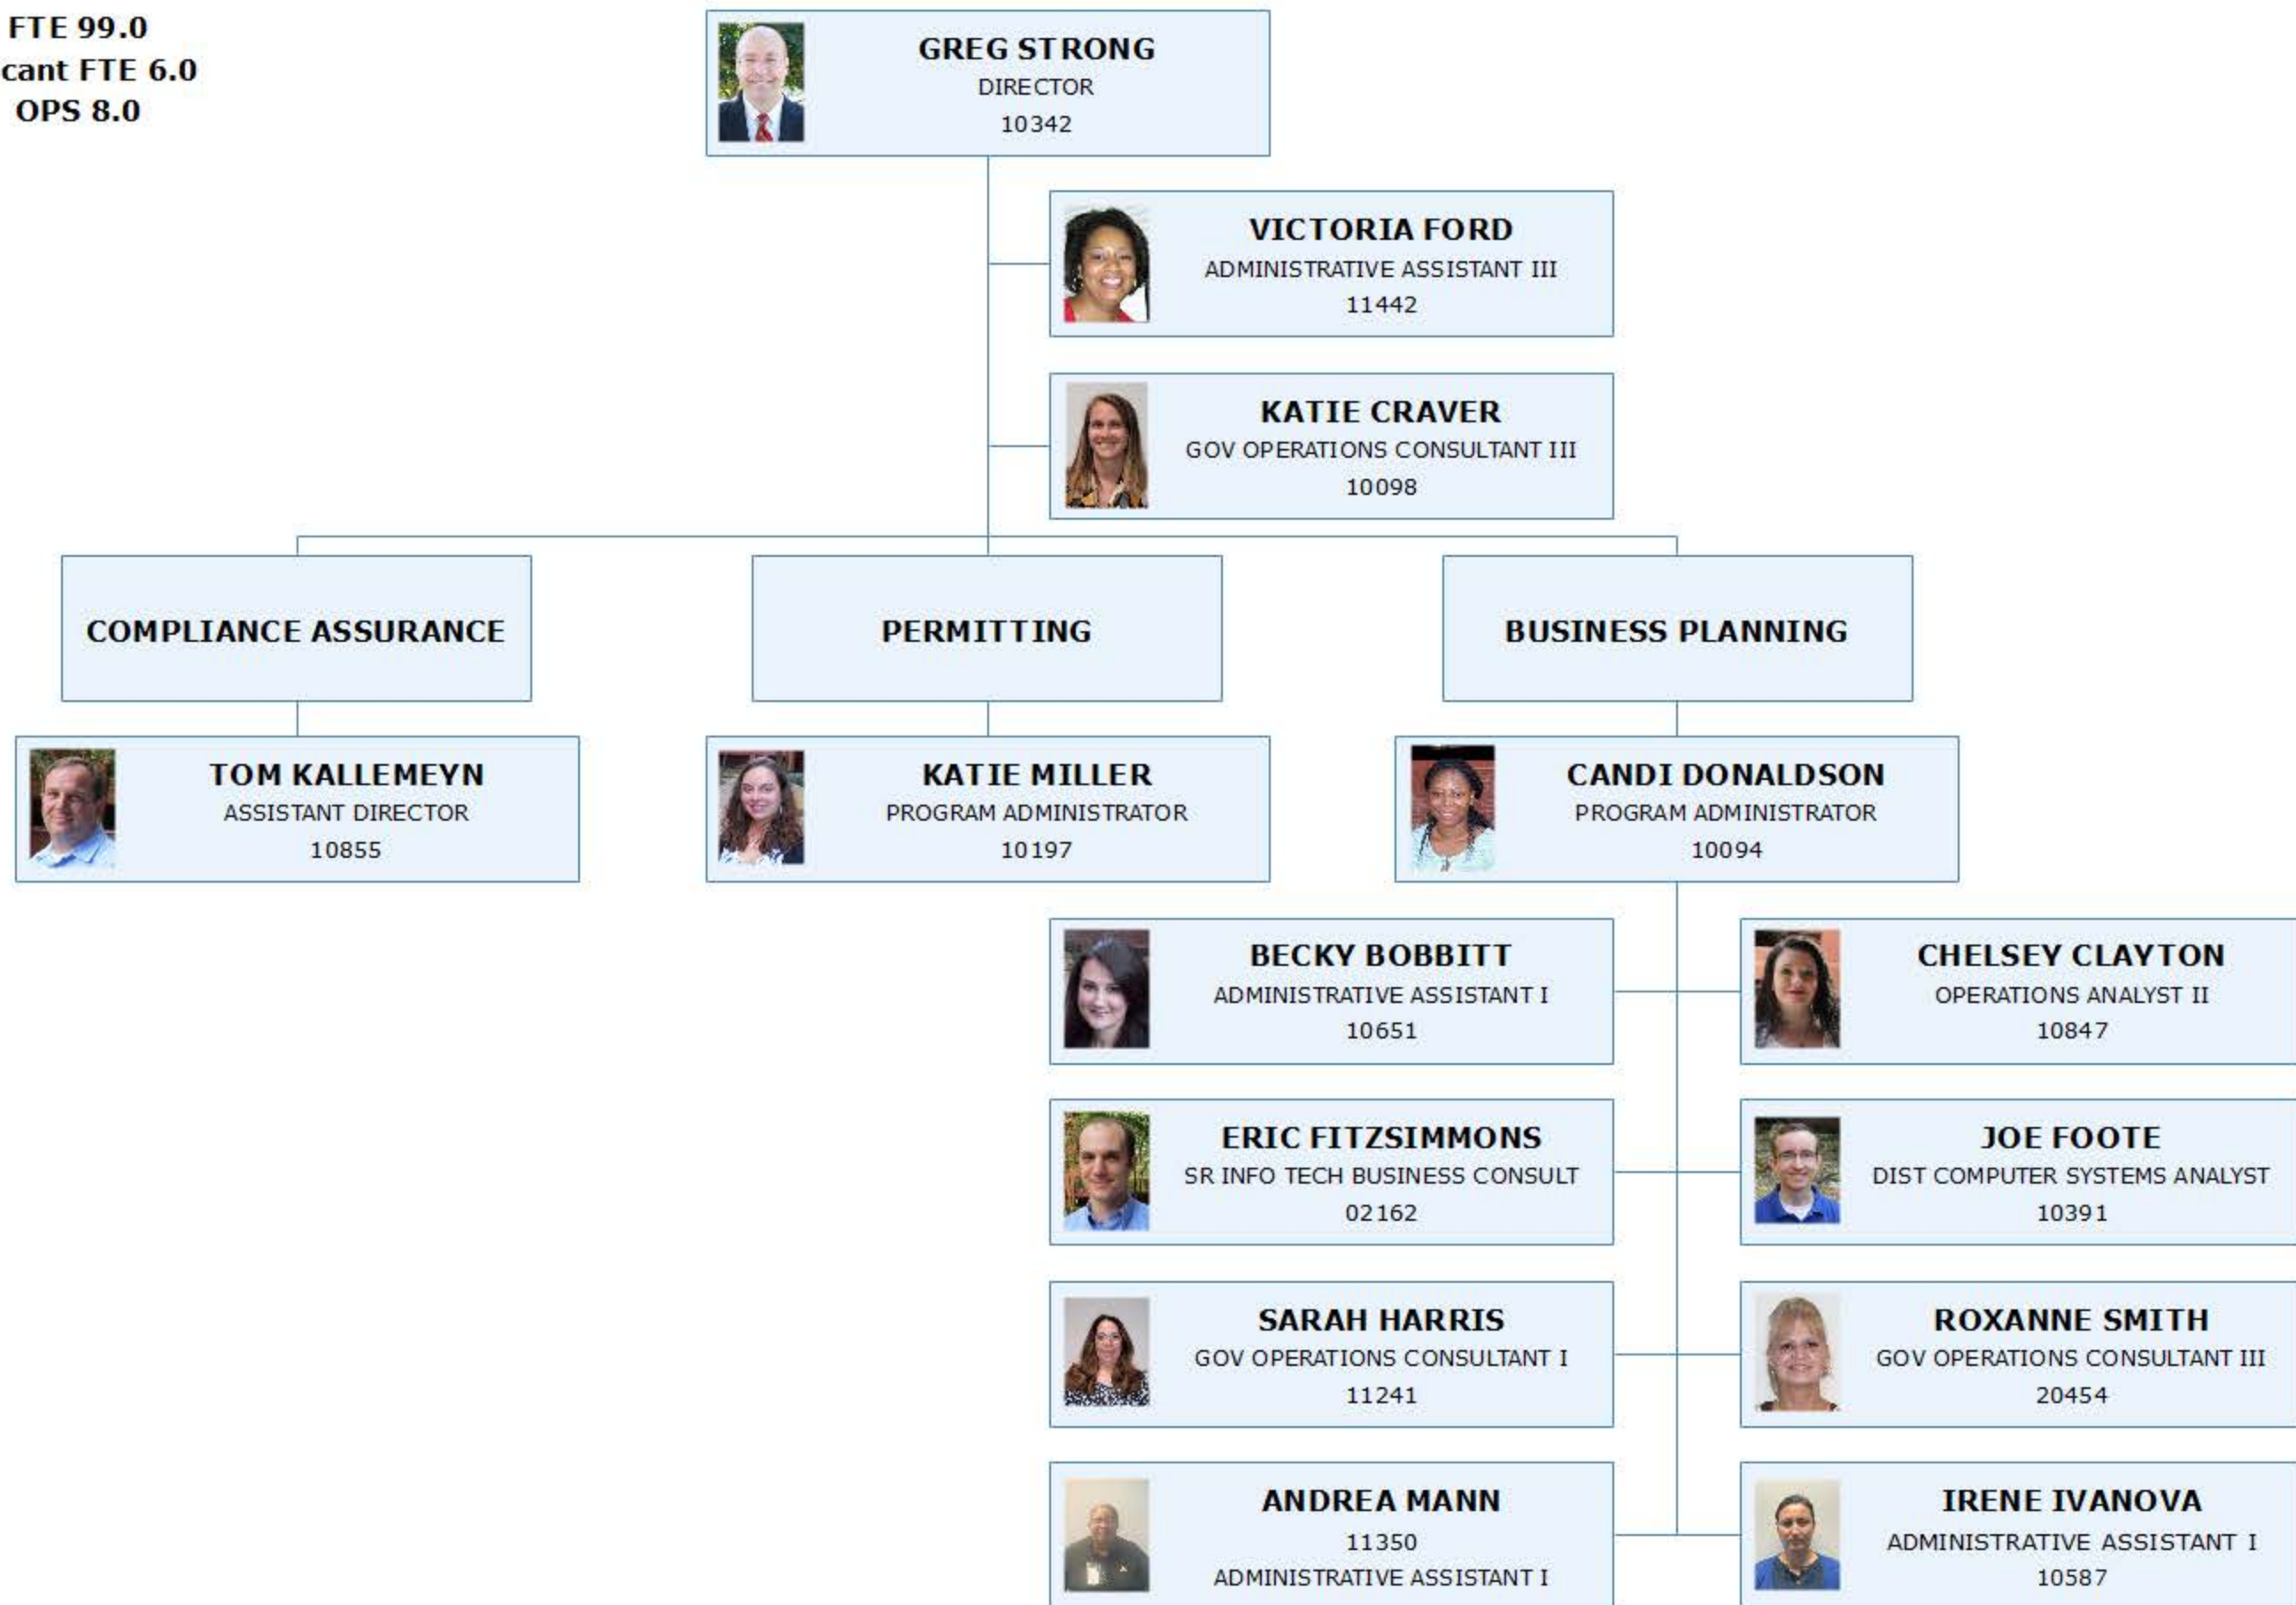 FTE 99.0
cant FTE 6.0
OPS 8.0
GREG STRONG
DIRECTOR
10342
VICTORIA FORD
ADMINISTRATIVE ASSISTANT III
11442
KATIE CRAVER
GOV OPERATIONS CONSULTANT III
10098
COMPLIANCE ASSURANCE
PERMITTING
BUSINESS PLANNING
TOM KALLEMEYN
ASSISTANT DIRECTOR
10855
KATIE MILLER
PROGRAM ADMINISTRATOR
10197
CANDI DONALDSON
PROGRAM ADMINISTRATOR
10094
BECKY BOBBITT
ADMINISTRATIVE ASSISTANT I
10651
CHELSEY CLAYTON
OPERATIONS ANALYST II
10847
ERIC FITZSIMMONS
SR INFO TECH BUSINESS CONSULT
02162
JOE FOOTE
DIST COMPUTER SYSTEMS ANALYST
10391
SARAH HARRIS
GOV OPERATIONS CONSULTANT I
11241
ROXANNE SMITH
GOV OPERATIONS CONSULTANT III
20454
ANDREA MANN
11350
ADMINISTRATIVE ASSISTANT I
IRENE IVANOVA
ADMINISTRATIVE ASSISTANT I
10587